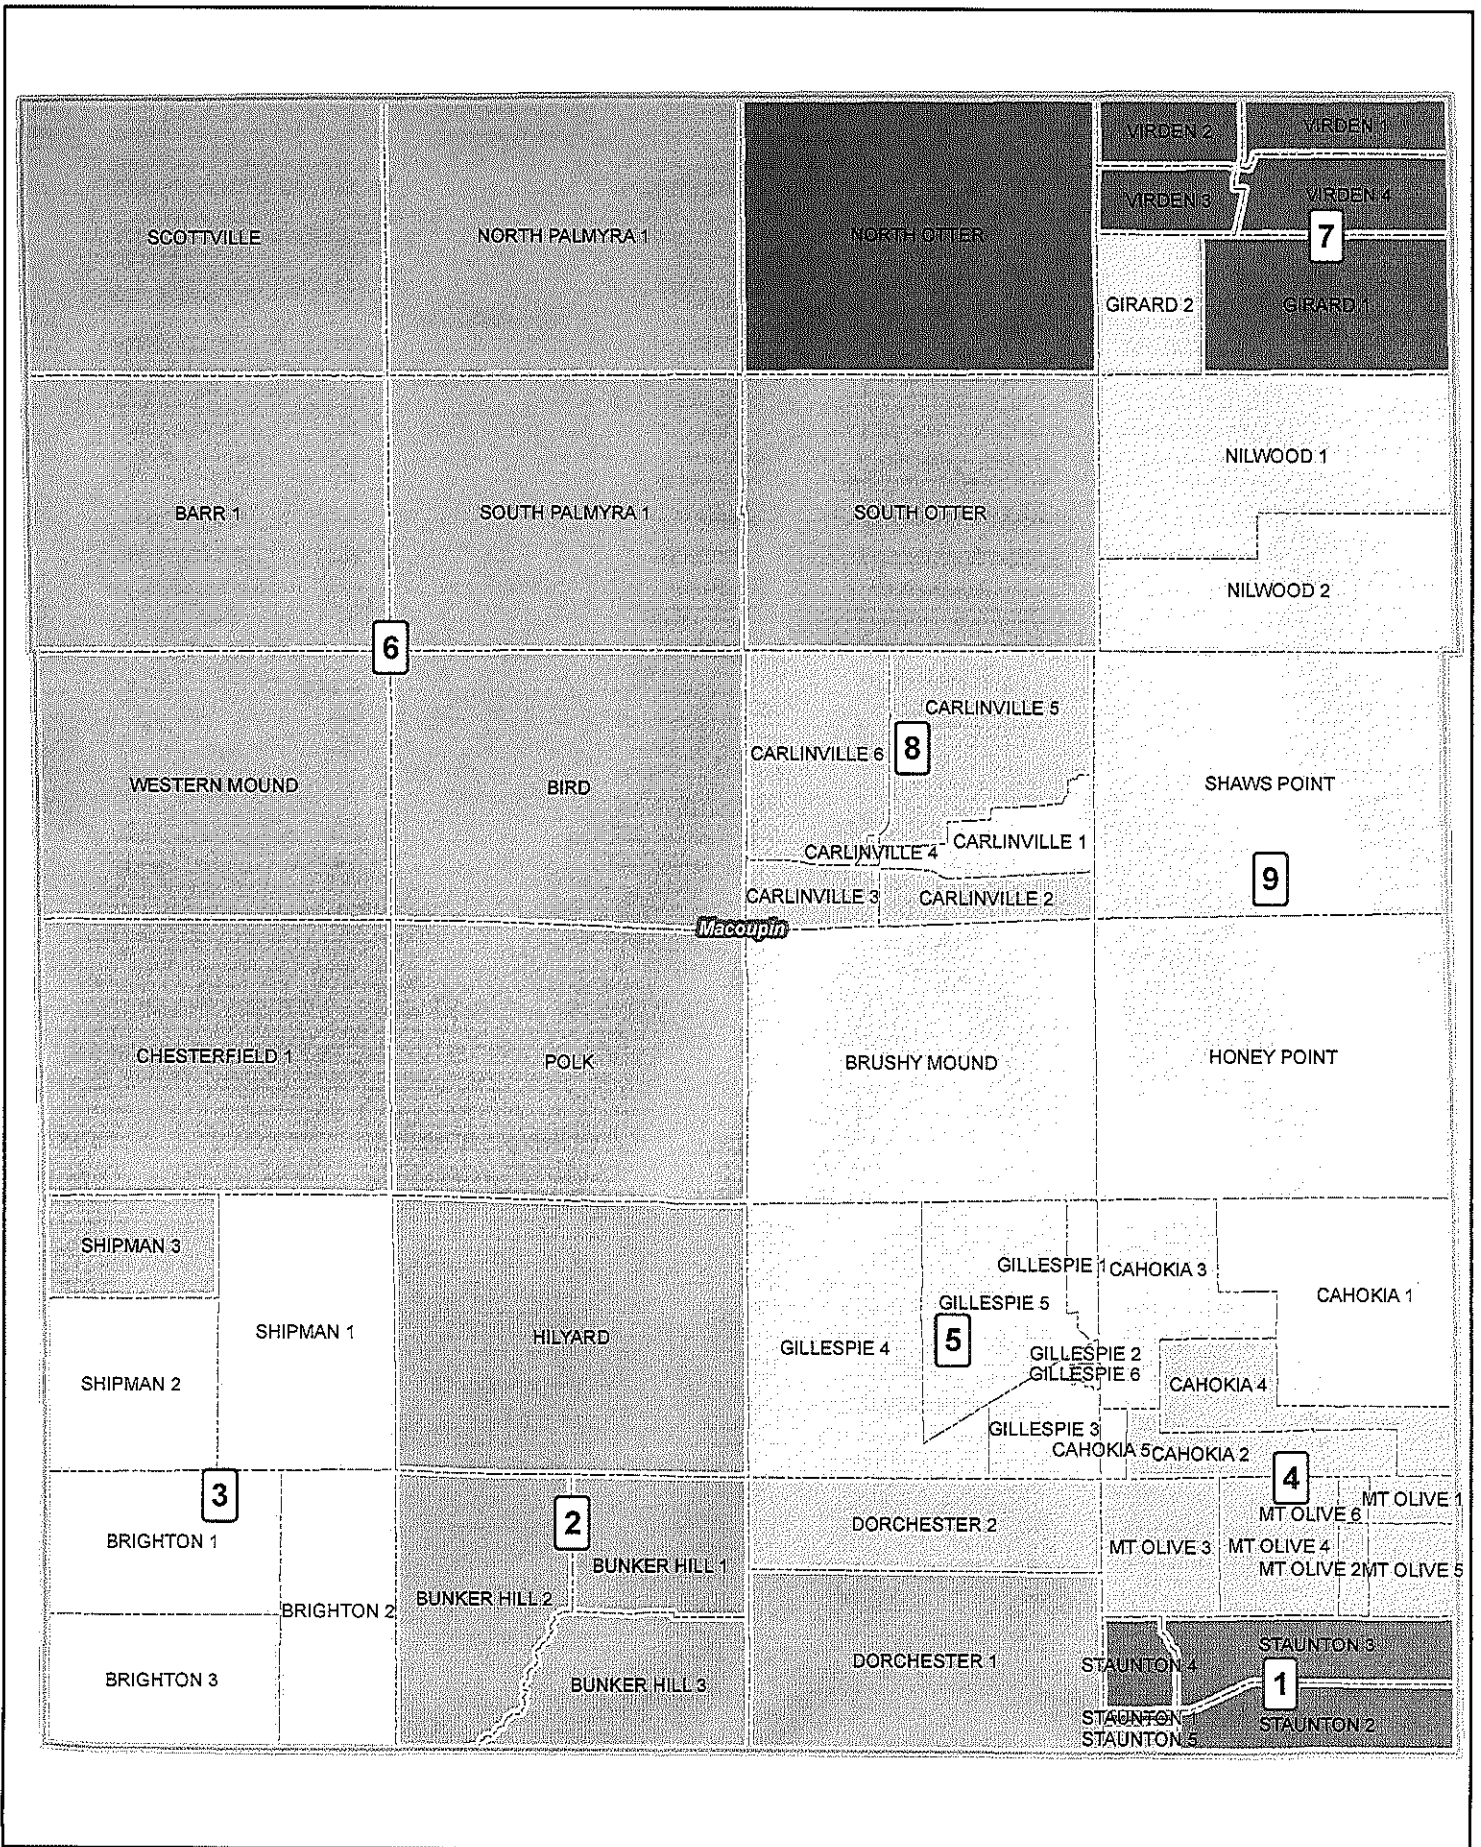 VIRDEN 2
VIRDEN 1
VIRDEN 3
VIRDEN 4
SCOTTVILLE
NORTH PALMYRA 1
NORTH OTTER
7
GIRARD 2
GIRARD 1
NILWOOD 1
BARR 1
SOUTH PALMYRA 1
SOUTH OTTER
NILWOOD 2
6
CARLINVILLE 5
CARLINVILLE 6
8
WESTERN MOUND
BIRD
SHAWS POINT
CARLINVILLE 4
CARLINVILLE 1
9
CARLINVILLE 3
CARLINVILLE 2
Macoupin
CHESTERFIELD 1
POLK
BRUSHY MOUND
HONEY POINT
SHIPMAN 3
GILLESPIE 1
CAHOKIA 3
GILLESPIE 5
CAHOKIA 1
SHIPMAN 1
HILYARD
GILLESPIE 4
5
GILLESPIE 2
GILLESPIE 6
SHIPMAN 2
CAHOKIA 4
GILLESPIE 3
CAHOKIA 5
CAHOKIA 2
3
4
2
MT OLIVE 1
MT OLIVE 6
DORCHESTER 2
BRIGHTON 1
MT OLIVE 3
MT OLIVE 4
BUNKER HILL 1
MT OLIVE 2
MT OLIVE 5
BUNKER HILL 2
BRIGHTON 2
STAUNTON 3
DORCHESTER 1
STAUNTON 4
BRIGHTON 3
BUNKER HILL 3
1
STAUNTON 1
STAUNTON 2
STAUNTON 5